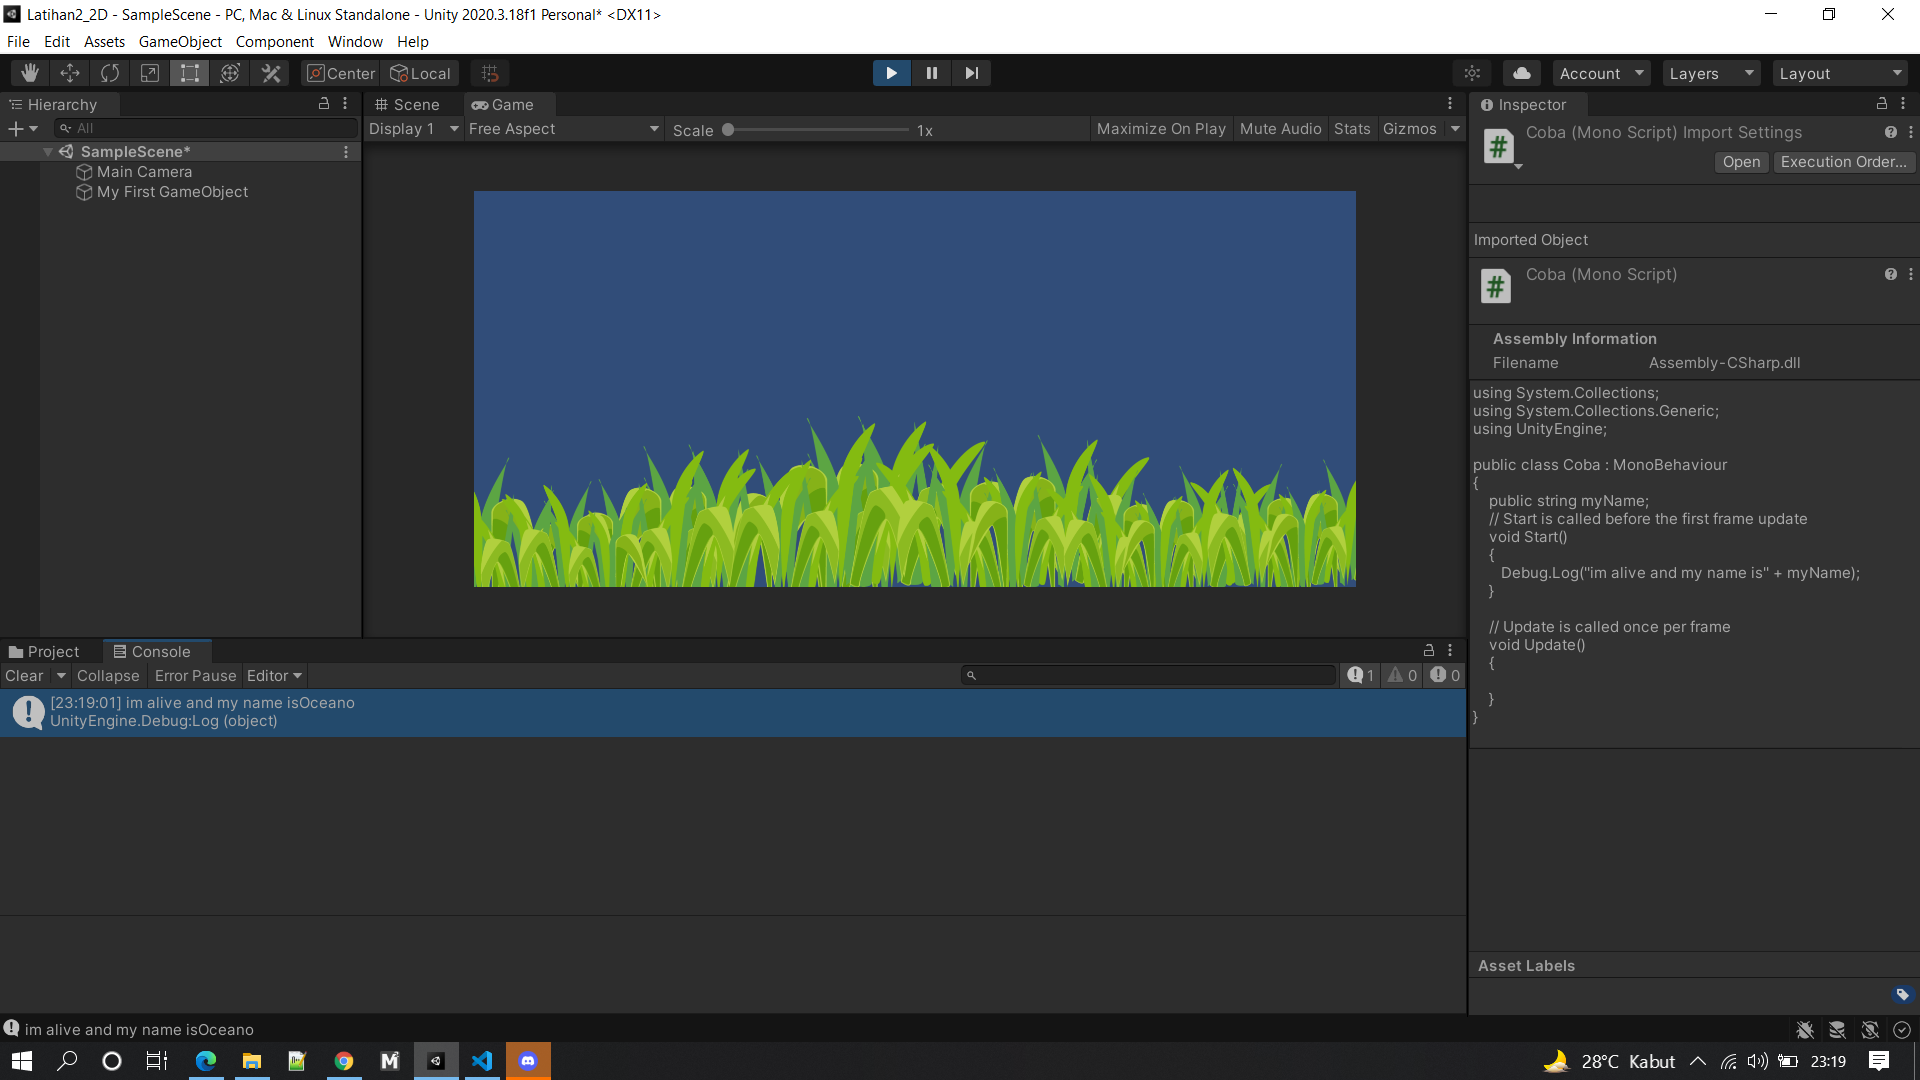 Latihan2_2D - SampleScene - PC, Mac & Linux Standalone - Unity 2020.3.18f1 Personal* <DX11>
File Edit Assets GameObject Component Window Help
Center Local Account Layers Layout
Hierarchy
All
SampleScene*
Main Camera
My First GameObject
Scene Game
Display 1 Free Aspect Scale 1x Maximize On Play Mute Audio Stats Gizmos
Inspector
Coba (Mono Script) Import Settings
Open Execution Order...
Imported Object
Coba (Mono Script)
Assembly Information
Filename Assembly-CSharp.dll
using System.Collections;
using System.Collections.Generic;
using UnityEngine;
public class Coba : MonoBehaviour
{
public string myName;
// Start is called before the first frame update
void Start()
{
Debug.Log("im alive and my name is" + myName);
}
// Update is called once per frame
void Update()
{
}
}
Asset Labels
Project Console
Clear Collapse Error Pause Editor 1 0 0
[23:19:01] im alive and my name isOceano
UnityEngine.Debug:Log (object)
im alive and my name isOceano
28°C Kabut 23:19